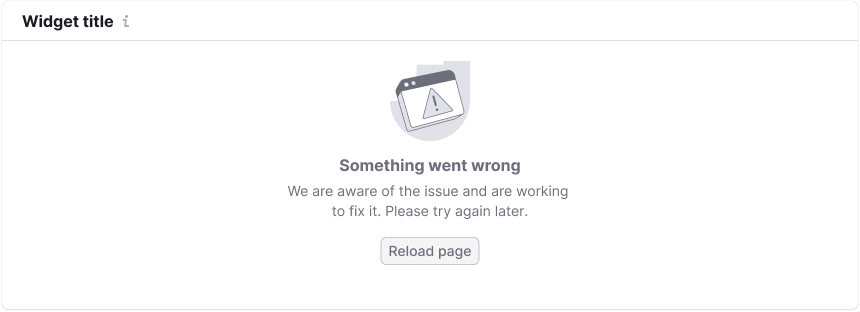 Widget title
Something went wrong
We are aware of the issue and are working
to fix it. Please try again later.
Reload page